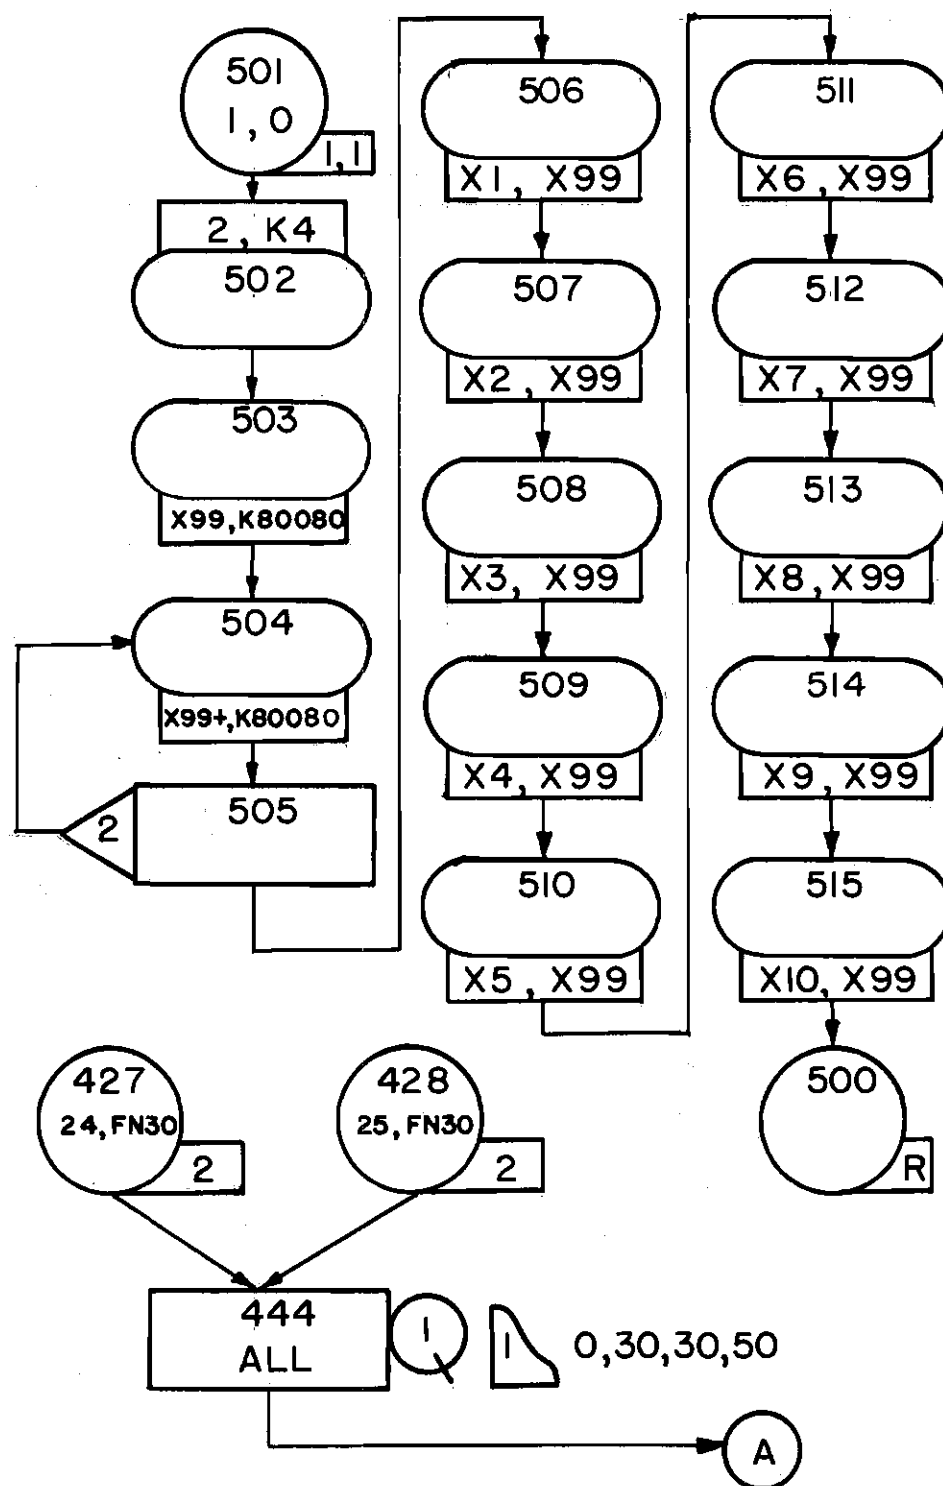 501
1, 0
1, 1
2, K4
502
503
X99, K80080
504
X99+, K80080
505
2
506
X1, X99
507
X2, X99
508
X3, X99
509
X4, X99
510
X5, X99
511
X6, X99
512
X7, X99
513
X8, X99
514
X9, X99
515
X10, X99
500
R
427
24, FN30
2
428
25, FN30
2
444
ALL
1
1
0,30,30,50
A